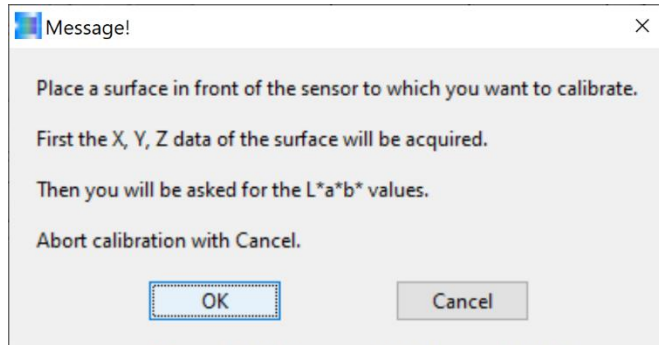 Message!
Place a surface in front of the sensor to which you want to calibrate.
First the X, Y, Z data of the surface will be acquired.
Then you will be asked for the L*a*b* values.
Abort calibration with Cancel.
OK
Cancel